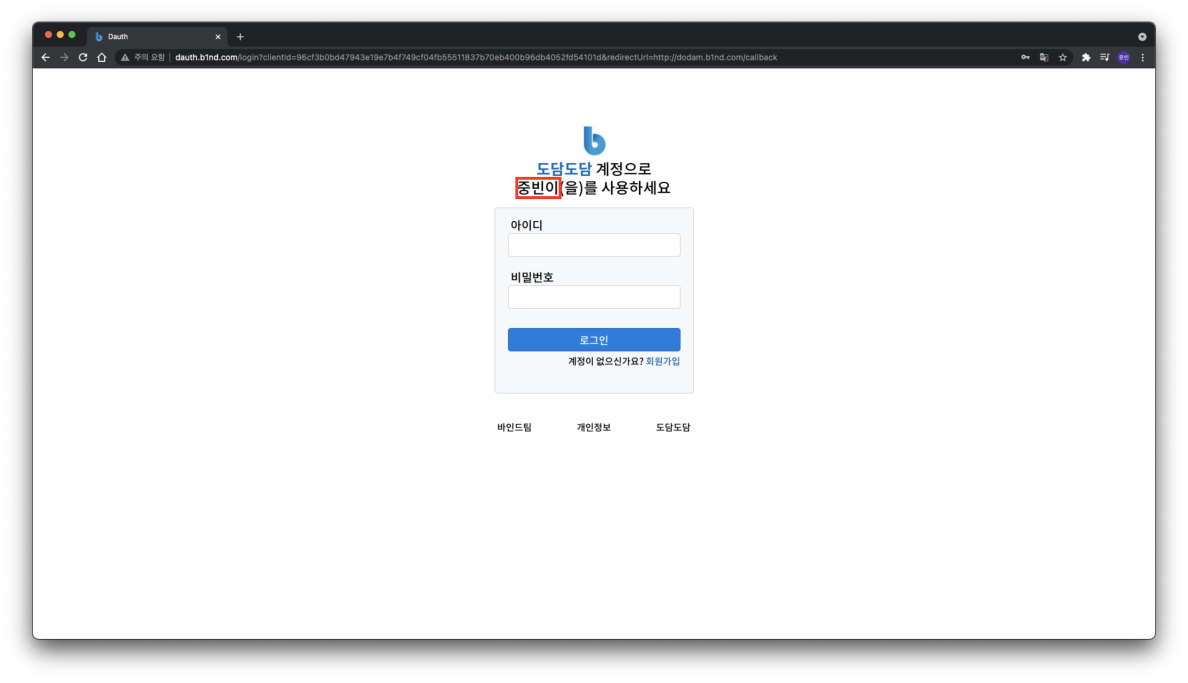 Dauth
주의 요함 dauth.b1nd.com/login?clientId=96cf3b0bd47943e19e7b4f749cf04fb55511837b70eb400b96db4052fd54101d&redirectUrl=http://dodam.b1nd.com/callback
도담도담 계정으로
중빈이(을)를 사용하세요
아이디
비밀번호
로그인
계정이 없으신가요? 회원가입
바인드팀 개인정보 도담도담